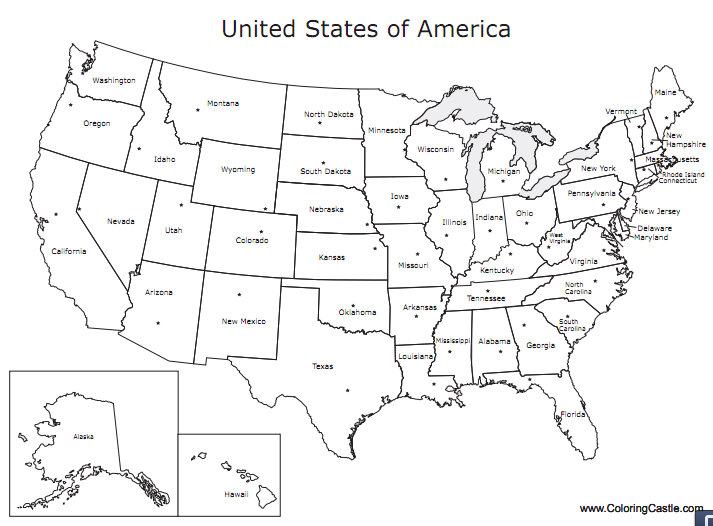 United States of America
Washington
Oregon
Idaho
Montana
Wyoming
North Dakota
South Dakota
Nebraska
Minnesota
Wisconsin
Iowa
Michigan
Illinois
Indiana
Ohio
Pennsylvania
New York
Vermont
Maine
New
Hampshire
Massachusetts
Rhode Island
Connecticut
New Jersey
Delaware
Maryland
West
Virginia
Virginia
Kentucky
Tennessee
North
Carolina
South
Carolina
Georgia
Alabama
Mississippi
Florida
Louisiana
Arkansas
Missouri
Kansas
Oklahoma
Texas
Colorado
New Mexico
Utah
Arizona
Nevada
California
Alaska
Hawaii
www.ColoringCastle.com